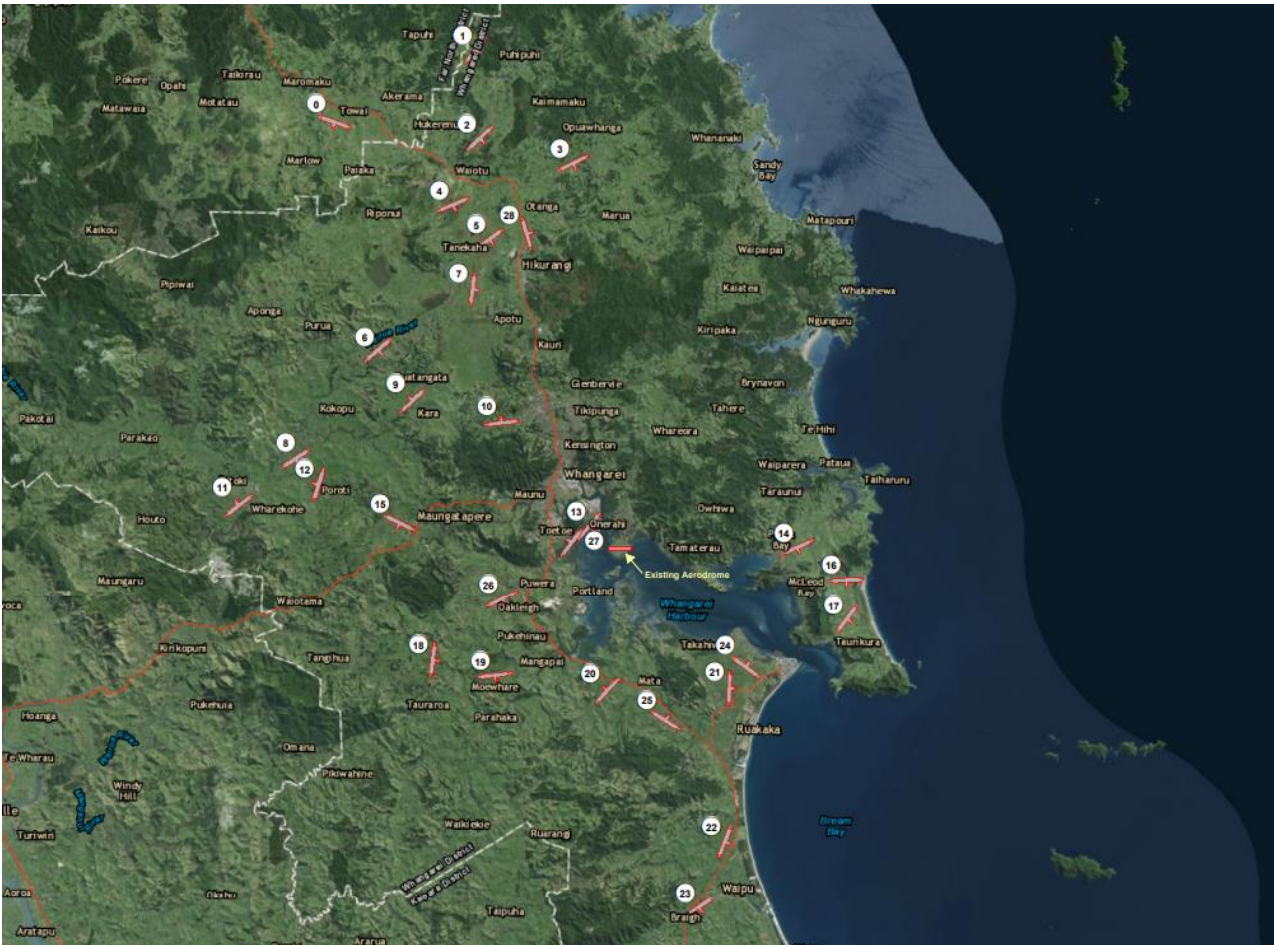 Tapuhi
1
Far North District
Whangarei District
Puhipuhi
Pokere
Opahi
Taikirau
Maromaku
Matawaia
Motatau
Akerama
Kaimamaku
0
Towai
2
Opuawhanga
Whananaki
Marlow
Paiaka
Waiotu
3
Sandy
Bay
4
Riponui
28
Otanga
Marua
Matapouri
Kaikou
5
Tanekaha
Waipaipai
7
Hikurangi
Pipiwai
Kaiatea
Whakahewa
Aponga
Purua
Apotu
Ngunguru
Kiripaka
6
River
Kauri
9
Glenbervie
Brynavon
Kokopu
Kara
10
Tikipunga
Tahere
Pakotai
Parakao
Kensington
Whareora
Te Hihi
8
Whangarei
Waiparera
Pataua
12
Poroti
Maunu
Taraunui
Taiharuru
11
Wharekohe
15
Maungatapere
13
Onerahi
Owhiwa
Houto
Toetoe
27
Tamaterau
14
Bay
Existing Aerodrome
Maungaru
Puwera
Portland
McLeod
Bay
16
26
Oakleigh
Whangarei
Harbour
17
Waiotama
Taurikura
Kirikopuni
Pukehinau
Tangihua
18
19
Mangapai
24
Moewhare
20
Mata
21
Pukehuia
Tauraroa
25
Hoanga
Parahaka
Ruakaka
Te Wharau
Omana
Pikiwahine
Windy
Hill
22
Bream
Bay
Turiwiri
Waikiekie
Ruarangi
Whangarei District
Kaipara District
23
Waipu
Aoroa
Okahu
Taipuha
Braigh
Aratapu
Ararua